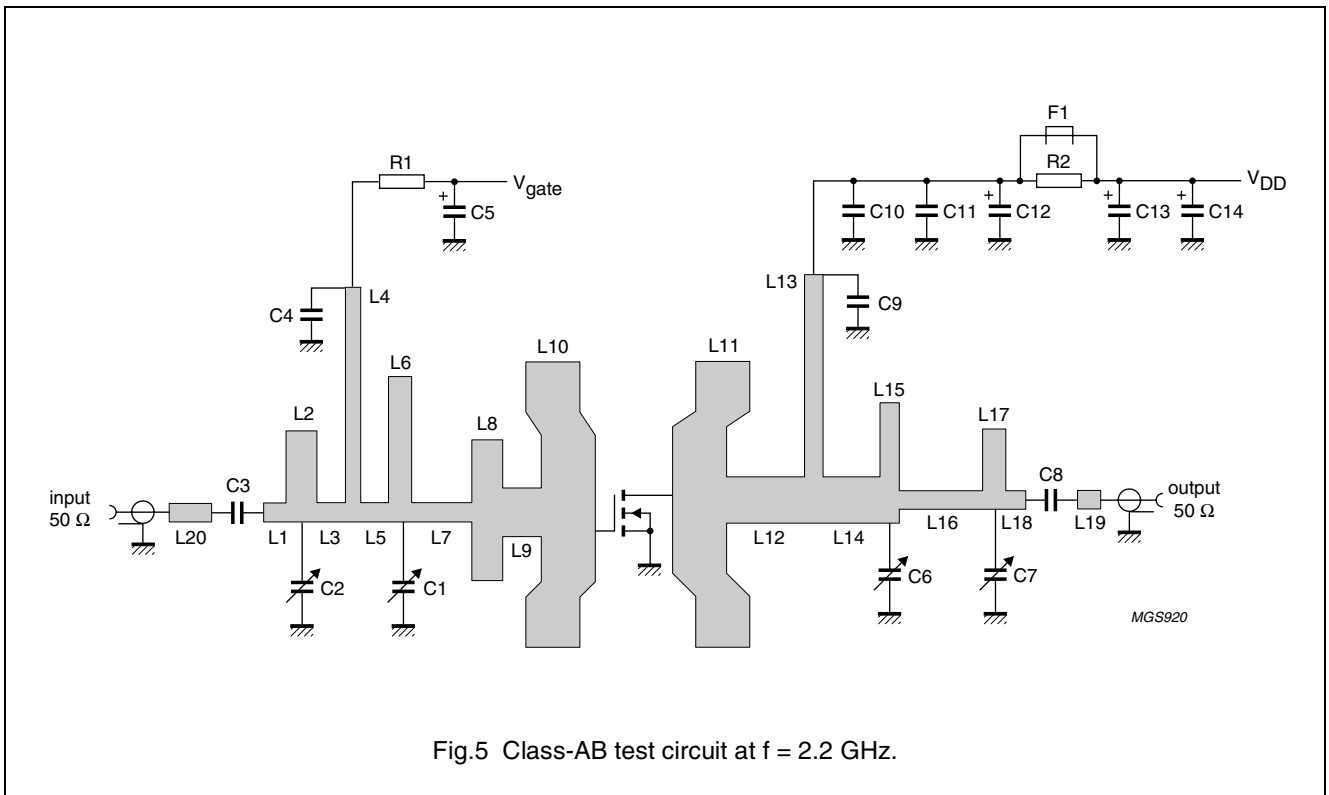 F1
R1
R2
V_gate
V_DD
+
C5
C10
C11
+
C12
+
C13
+
C14
L4
C4
L13
C9
L10
L11
L6
L2
L8
L15
L17
C3
C8
input
50 Ω
output
50 Ω
L20
L1
L3
L5
L7
L9
L12
L14
L16
L18
L19
C2
C1
C6
C7
MGS920
Fig.5 Class-AB test circuit at f = 2.2 GHz.